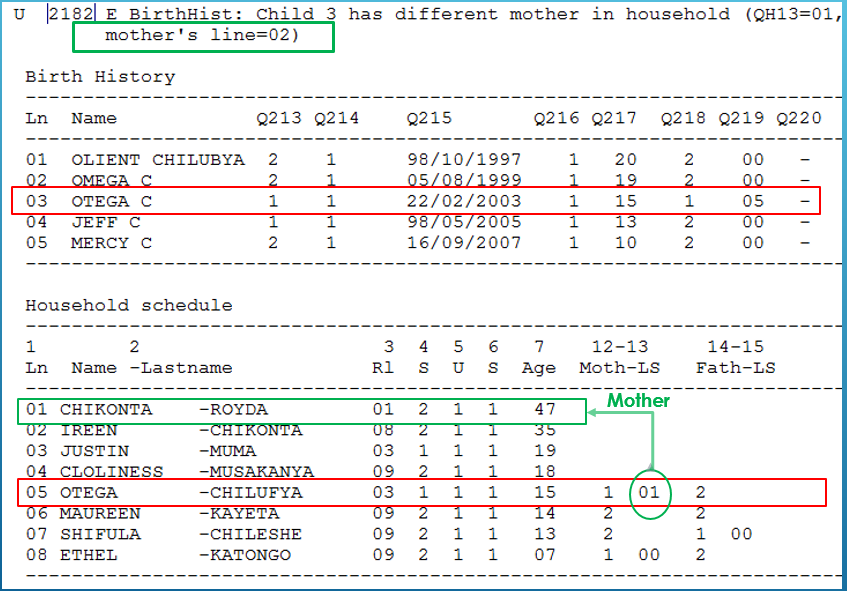 U 2182 E BirthHist: Child 3 has different mother in household (QH13=01,
mother's line=02)
Birth History
--------------------------------------------------------------------------------
Ln Name Q213 Q214 Q215 Q216 Q217 Q218 Q219 Q220
--------------------------------------------------------------------------------
01 OLIENT CHILUBYA 2 1 98/10/1997 1 20 2 00 -
02 OMEGA C 2 1 05/08/1999 1 19 2 00 -
03 OTEGA C 1 1 22/02/2003 1 15 1 05 -
04 JEFF C 1 1 98/05/2005 1 13 2 00 -
05 MERCY C 2 1 16/09/2007 1 10 2 00 -
--------------------------------------------------------------------------------
Household schedule
--------------------------------------------------------------------------------
1 2 3 4 5 6 7 12-13 14-15
Ln Name -Lastname Rl S U S Age Moth-LS Fath-LS
--------------------------------------------------------------------------------
Mother
01 CHIKONTA -ROYDA 01 2 1 1 47
02 IREEN -CHIKONTA 08 2 1 1 35
03 JUSTIN -MUMA 03 1 1 1 19
04 CLOLINESS -MUSAKANYA 09 2 1 1 18
05 OTEGA -CHILUFYA 03 1 1 1 15 1 01 2
06 MAUREEN -KAYETA 09 2 1 1 14 2 2
07 SHIFULA -CHILESHE 09 2 1 1 13 2 1 00
08 ETHEL -KATONGO 09 2 1 1 07 1 00 2
--------------------------------------------------------------------------------